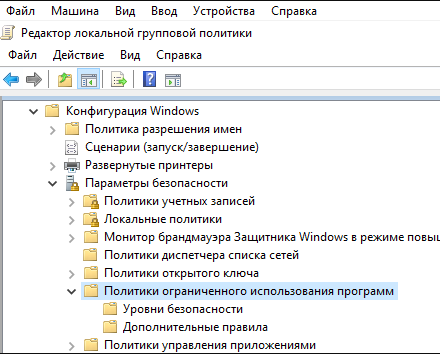 Файл Машина Вид Ввод Устройства Справка
Редактор локальной групповой политики
Файл Действие Вид Справка
Конфигурация Windows
Политика разрешения имен
Сценарии (запуск/завершение)
Развернутые принтеры
Параметры безопасности
Политики учетных записей
Локальные политики
Монитор брандмауэра Защитника Windows в режиме повы
Политики диспетчера списка сетей
Политики открытого ключа
Политики ограниченного использования программ
Уровни безопасности
Дополнительные правила
Политики управления приложениями